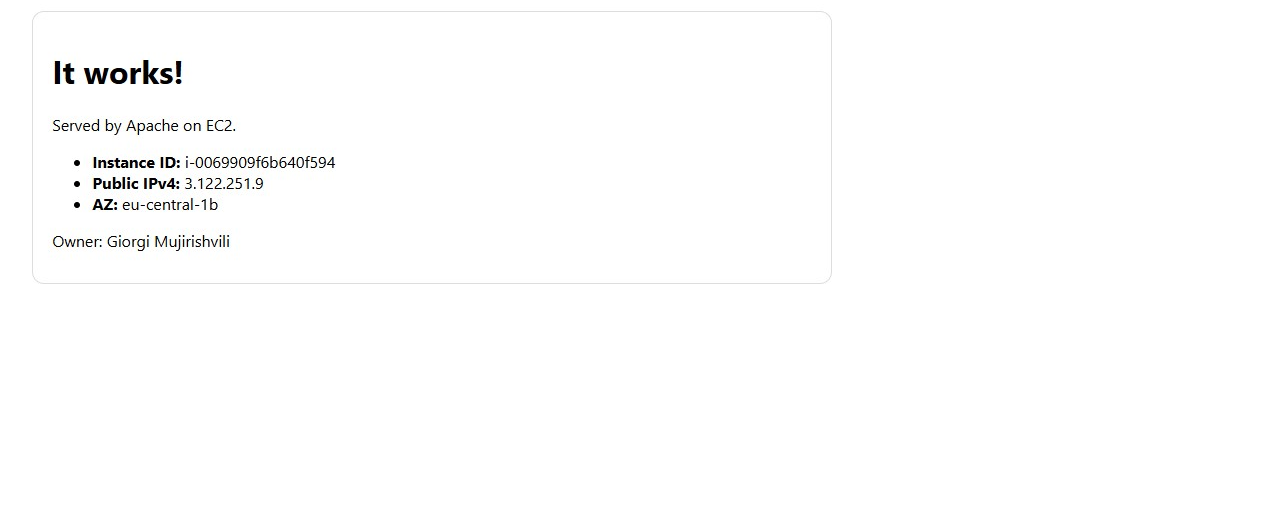 It works!
Served by Apache on EC2.
Instance ID: i-0069909f6b640f594
Public IPv4: 3.122.251.9
AZ: eu-central-1b
Owner: Giorgi Mujirishvili